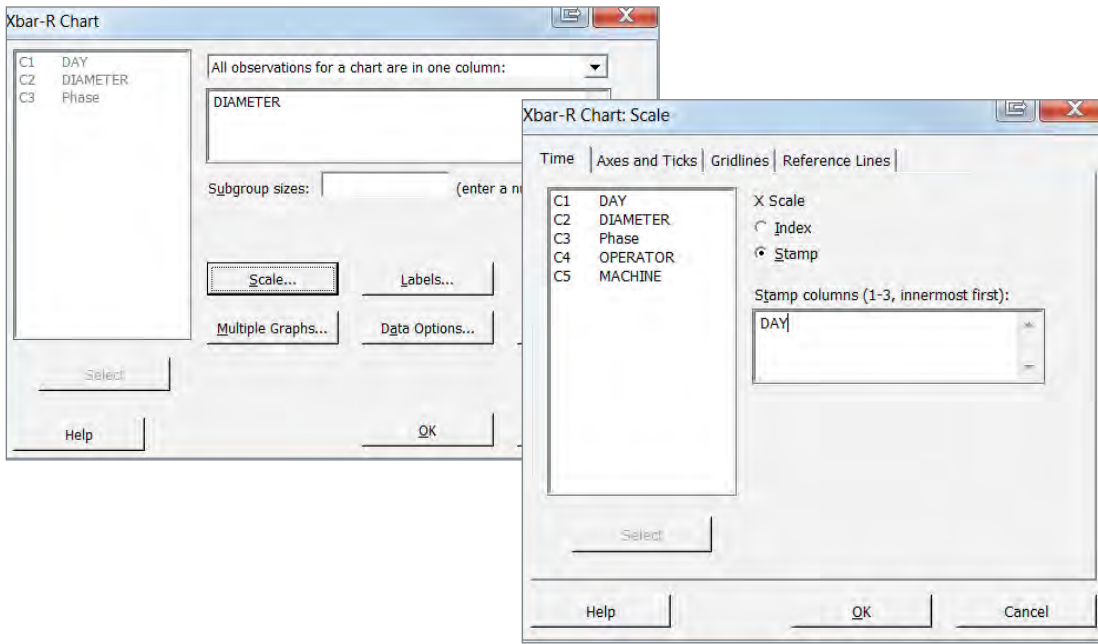 Xbar-R Chart
C1 DAY
C2 DIAMETER
C3 Phase
All observations for a chart are in one column:
DIAMETER
Subgroup sizes:
(enter a nu
Scale...
Labels...
Multiple Graphs...
Data Options...
Select
Help
OK
Xbar-R Chart: Scale
Time
Axes and Ticks
Gridlines
Reference Lines
C1 DAY
C2 DIAMETER
C3 Phase
C4 OPERATOR
C5 MACHINE
X Scale
Index
Stamp
Stamp columns (1-3, innermost first):
DAY
Select
Help
OK
Cancel